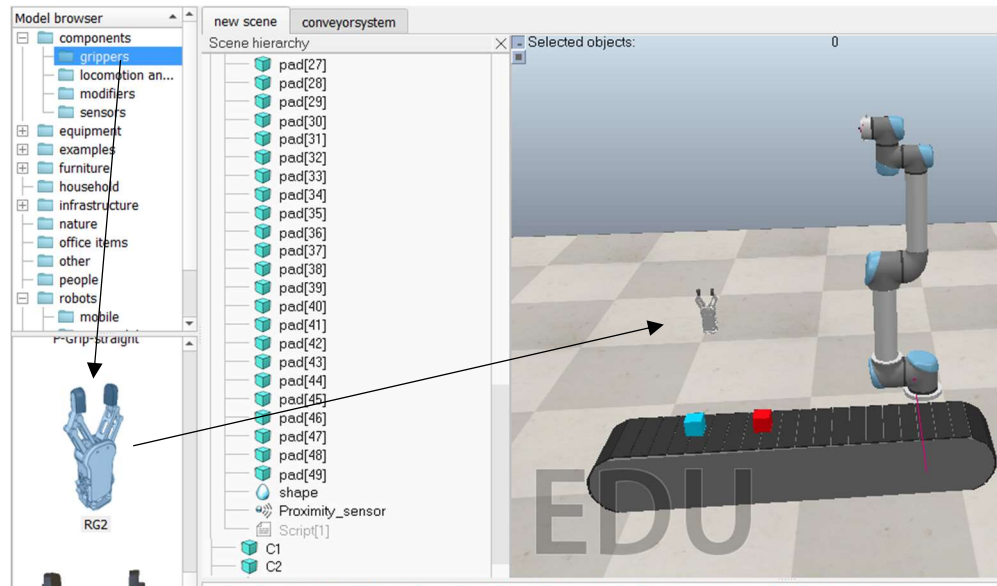 Model browser
components
grippers
locomotion an...
modifiers
sensors
equipment
examples
furniture
household
infrastructure
nature
office items
other
people
robots
mobile
P-Grip-straight
RG2
new scene
conveyorsystem
Scene hierarchy
pad[27]
pad[28]
pad[29]
pad[30]
pad[31]
pad[32]
pad[33]
pad[34]
pad[35]
pad[36]
pad[37]
pad[38]
pad[39]
pad[40]
pad[41]
pad[42]
pad[43]
pad[44]
pad[45]
pad[46]
pad[47]
pad[48]
pad[49]
shape
Proximity_sensor
Script[1]
C1
C2
Selected objects: 0
EDU